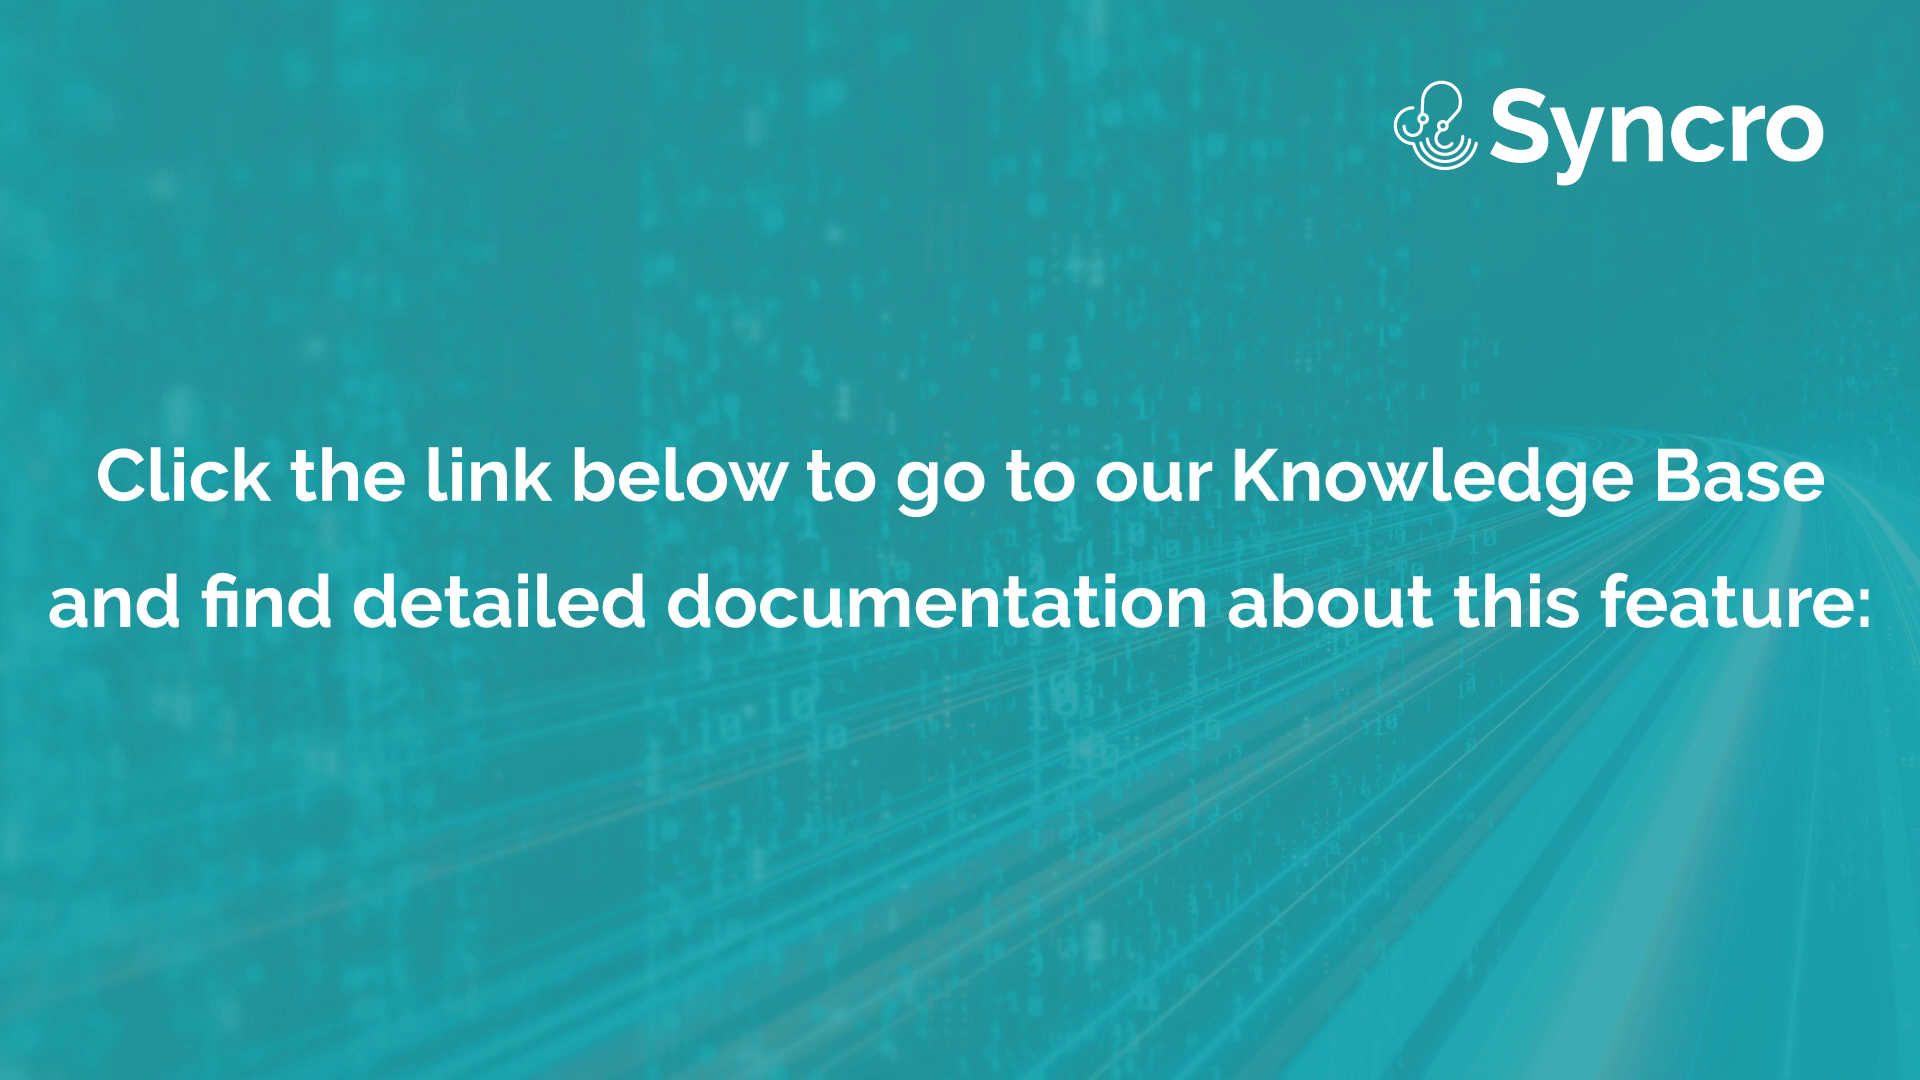 Syncro
Click the link below to go to our Knowledge Base
and find detailed documentation about this feature: